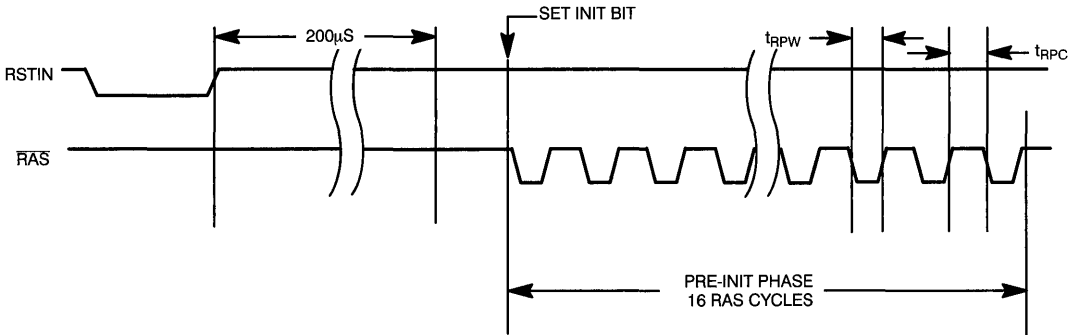 SET INIT BIT
200μS
tRPW
tRPC
RSTIN
RAS
PRE-INIT PHASE
16 RAS CYCLES